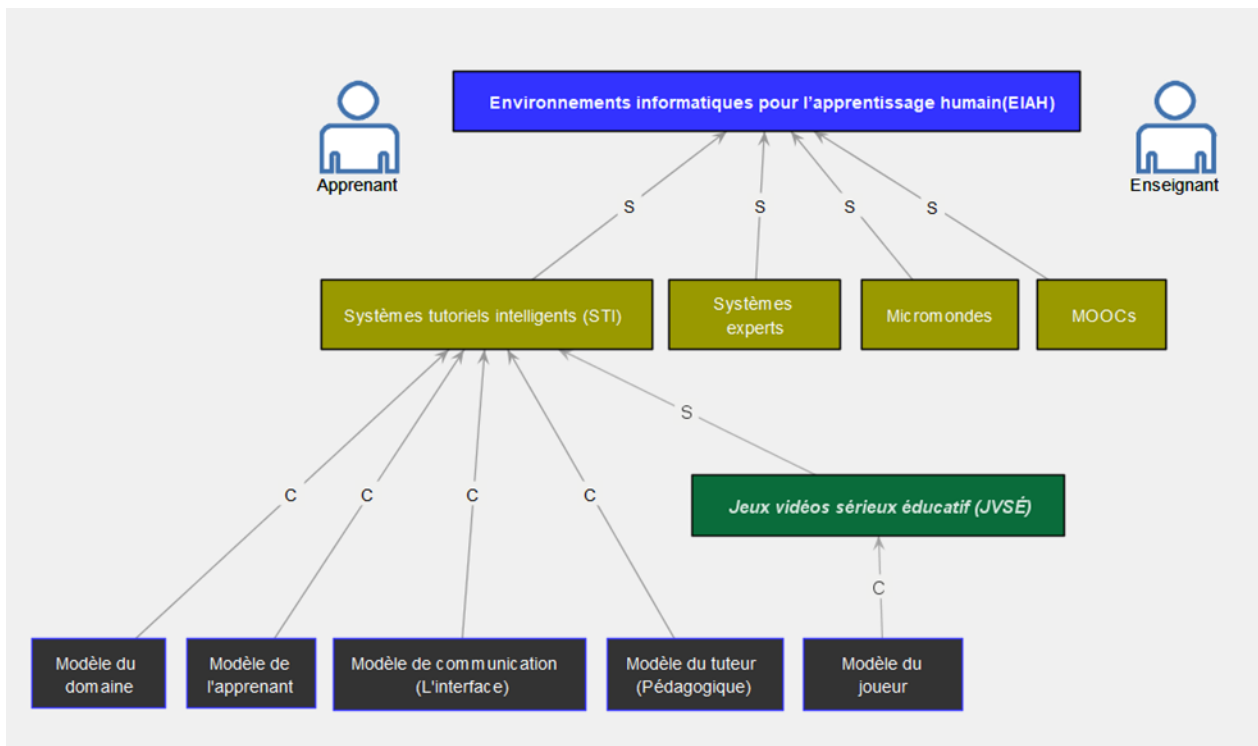 Environnements informatiques pour l'apprentissage humain(EIAH)
Apprenant
Enseignant
S
S
S
S
Systèmes tutoriels intelligents (STI)
Systèmes
experts
Micromondes
MOOCs
S
C
C
C
C
Jeux vidéos sérieux éducatif (JVSÉ)
C
Modèle du
domaine
Modèle de
l'apprenant
Modèle de communication
(L'interface)
Modèle du tuteur
(Pédagogique)
Modèle du
joueur